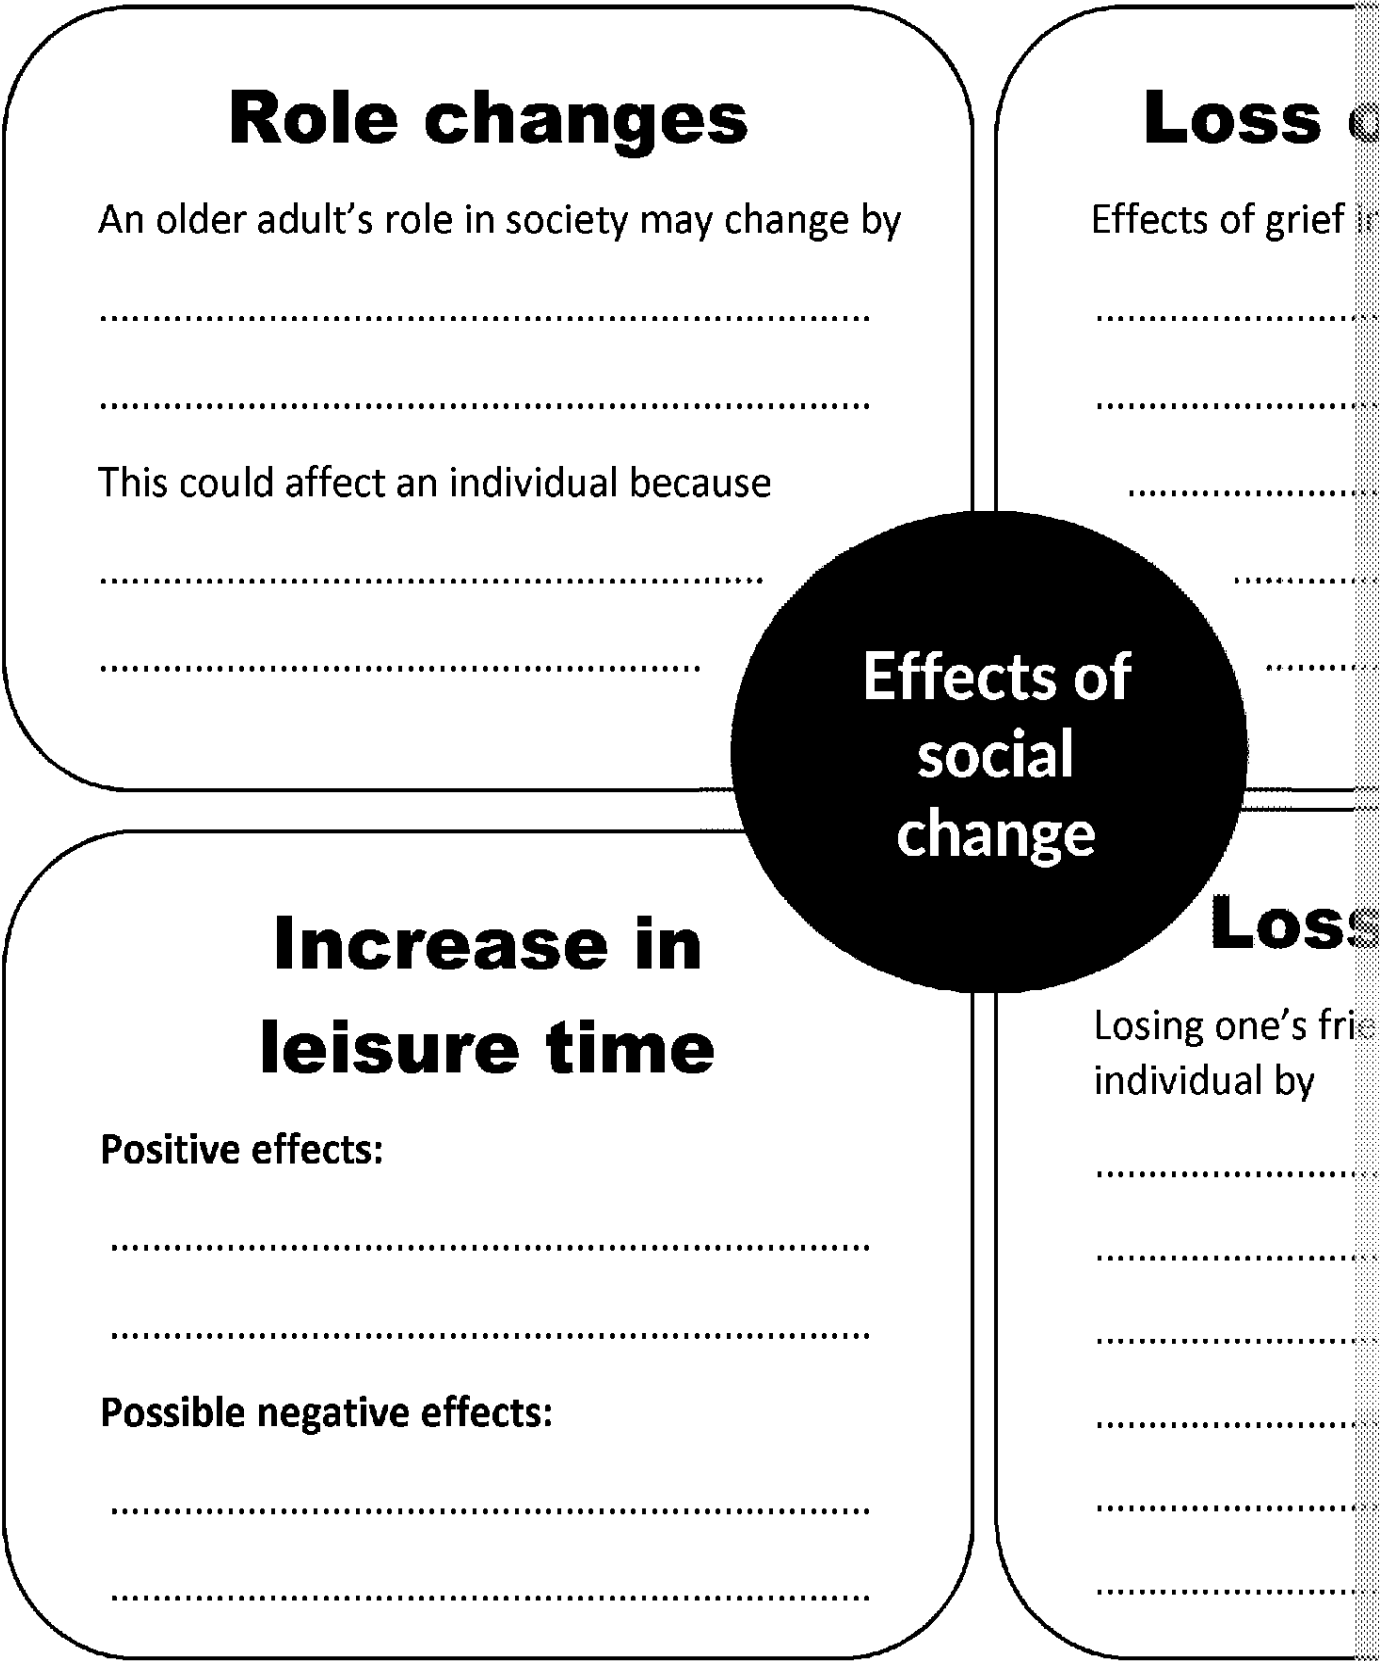 Role changes
An older adult's role in society may change by
This could affect an individual because
Loss
Effects of grief
Effects of
social
change
Increase in
leisure time
Positive effects:
Possible negative effects:
Loss
Losing one's
individual by